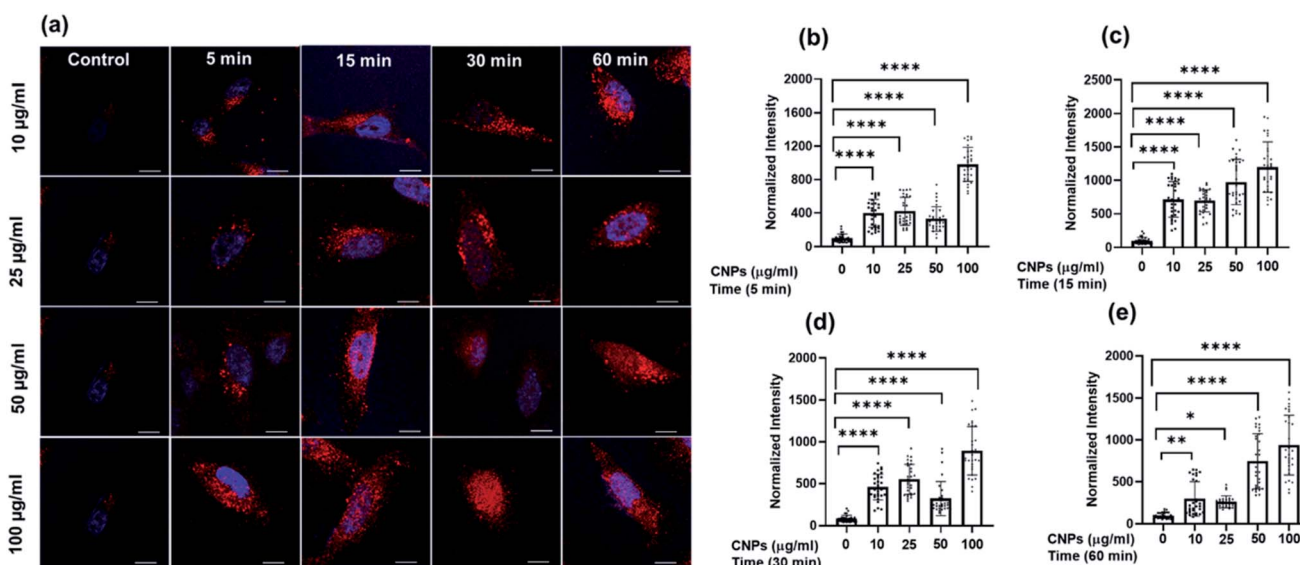 (a)
Control 5 min 15 min 30 min 60 min
10 µg/ml
25 µg/ml
50 µg/ml
100 µg/ml
(b)
****
****
****
****
Normalized Intensity
2000
1600
1200
800
400
0
CNPs (µg/ml) 0 10 25 50 100
Time (5 min)
(c)
****
****
****
****
Normalized Intensity
2500
2000
1500
1000
500
0
CNPs (µg/ml) 0 10 25 50 100
Time (15 min)
(d)
****
****
****
****
Normalized Intensity
2000
1500
1000
500
0
CNPs (µg/ml) 0 10 25 50 100
Time (30 min)
(e)
****
****
*
**
Normalized Intensity
2000
1500
1000
500
0
CNPs (µg/ml) 0 10 25 50 100
Time (60 min)